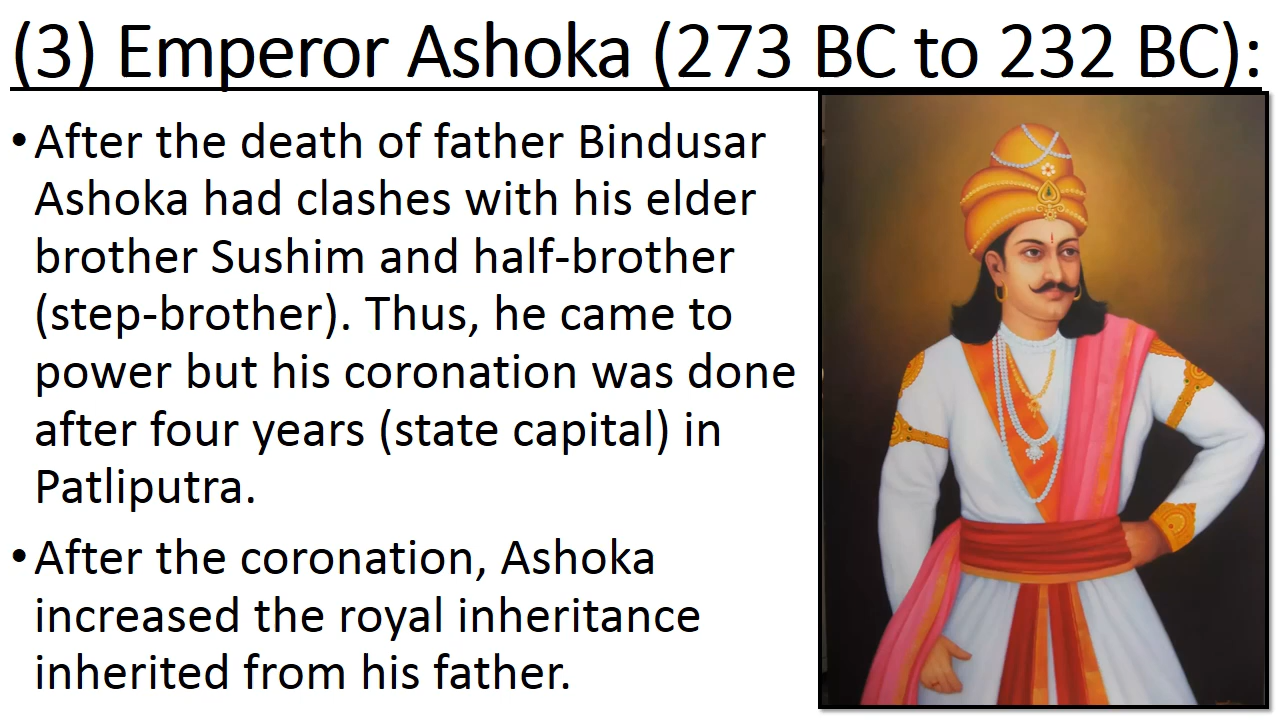 (3) Emperor Ashoka (273 BC to 232 BC):
•After the death of father Bindusar
Ashoka had clashes with his elder
brother Sushim and half-brother
(step-brother). Thus, he came to
power but his coronation was done
after four years (state capital) in
Patliputra.
•After the coronation, Ashoka
increased the royal inheritance
inherited from his father.